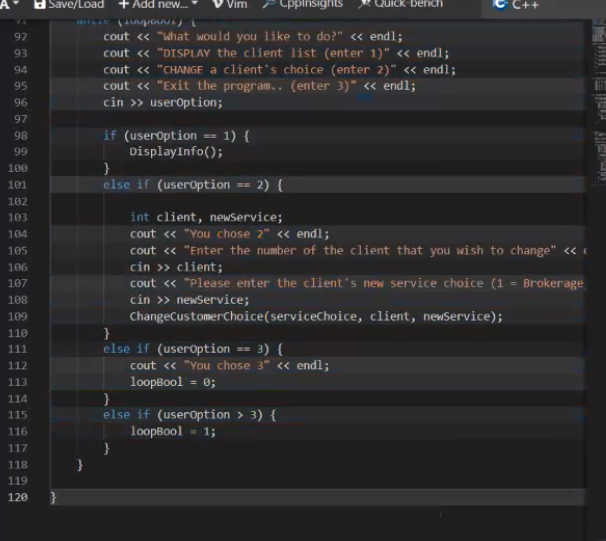 A Save/Load + Add new... Vim CppInsights Quick-bench C++
91 while (loopBool) {
92 cout << "What would you like to do?" << endl;
93 cout << "DISPLAY the client list (enter 1)" << endl;
94 cout << "CHANGE a client's choice (enter 2)" << endl;
95 cout << "Exit the program.. (enter 3)" << endl;
96 cin >> userOption;
97
98 if (userOption == 1) {
99 DisplayInfo();
100 }
101 else if (userOption == 2) {
102
103 int client, newService;
104 cout << "You chose 2" << endl;
105 cout << "Enter the number of the client that you wish to change" <<
106 cin >> client;
107 cout << "Please enter the client's new service choice (1 = Brokerage
108 cin >> newService;
109 ChangeCustomerChoice(serviceChoice, client, newService);
110 }
111 else if (userOption == 3) {
112 cout << "You chose 3" << endl;
113 loopBool = 0;
114 }
115 else if (userOption > 3) {
116 loopBool = 1;
117 }
118 }
119
120 }